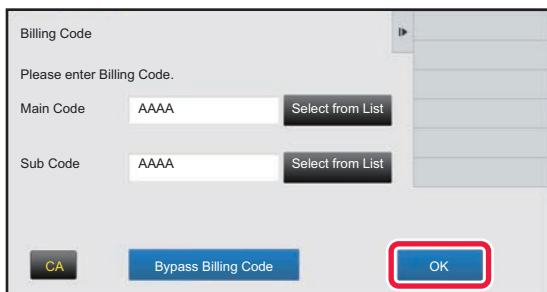 Billing Code
Please enter Billing Code.
Main Code AAAA Select from List
Sub Code AAAA Select from List
CA Bypass Billing Code OK